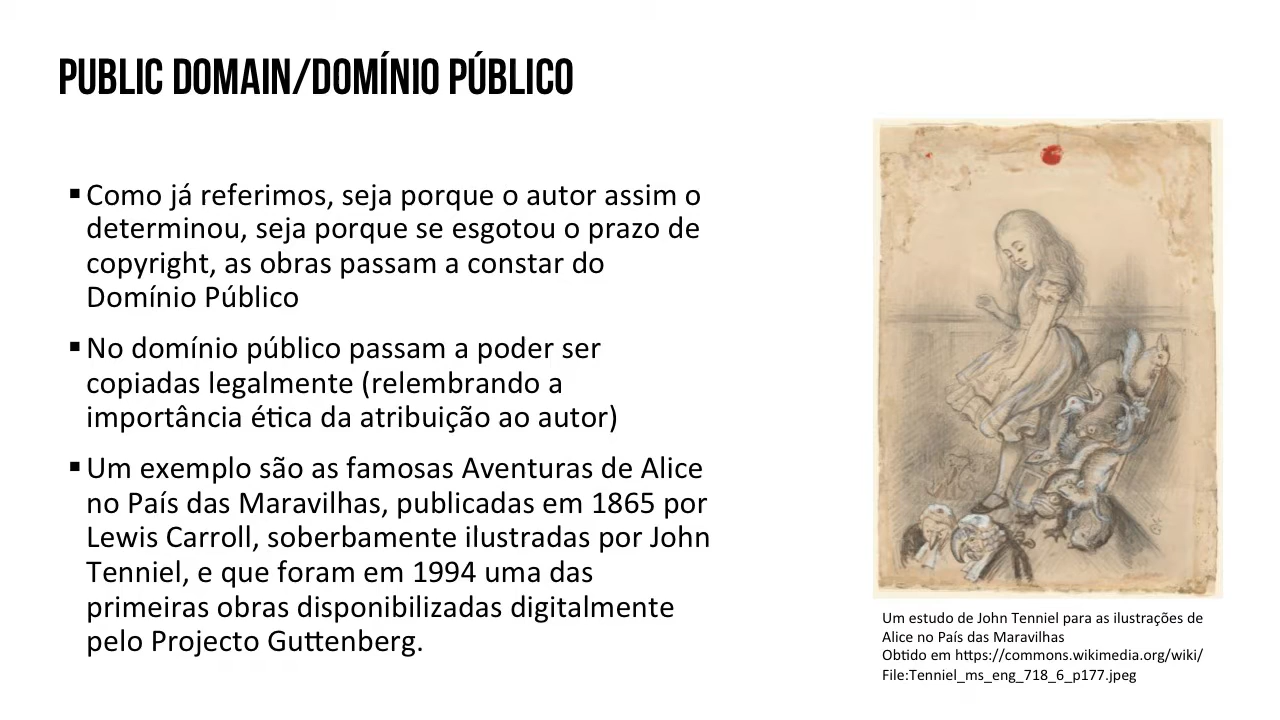 PUBLIC DOMAIN/DOMÍNIO PÚBLICO
▪ Como já referimos, seja porque o autor assim o
determinou, seja porque se esgotou o prazo de
copyright, as obras passam a constar do
Domínio Público
▪ No domínio público passam a poder ser
copiadas legalmente (relembrando a
importância ética da atribuição ao autor)
▪ Um exemplo são as famosas Aventuras de Alice
no País das Maravilhas, publicadas em 1865 por
Lewis Carroll, soberbamente ilustradas por John
Tenniel, e que foram em 1994 uma das
primeiras obras disponibilizadas digitalmente
pelo Projecto Guttenberg.
Um estudo de John Tenniel para as ilustrações de
Alice no País das Maravilhas
Obtido em https://commons.wikimedia.org/wiki/
File:Tenniel_ms_eng_718_6_p177.jpeg